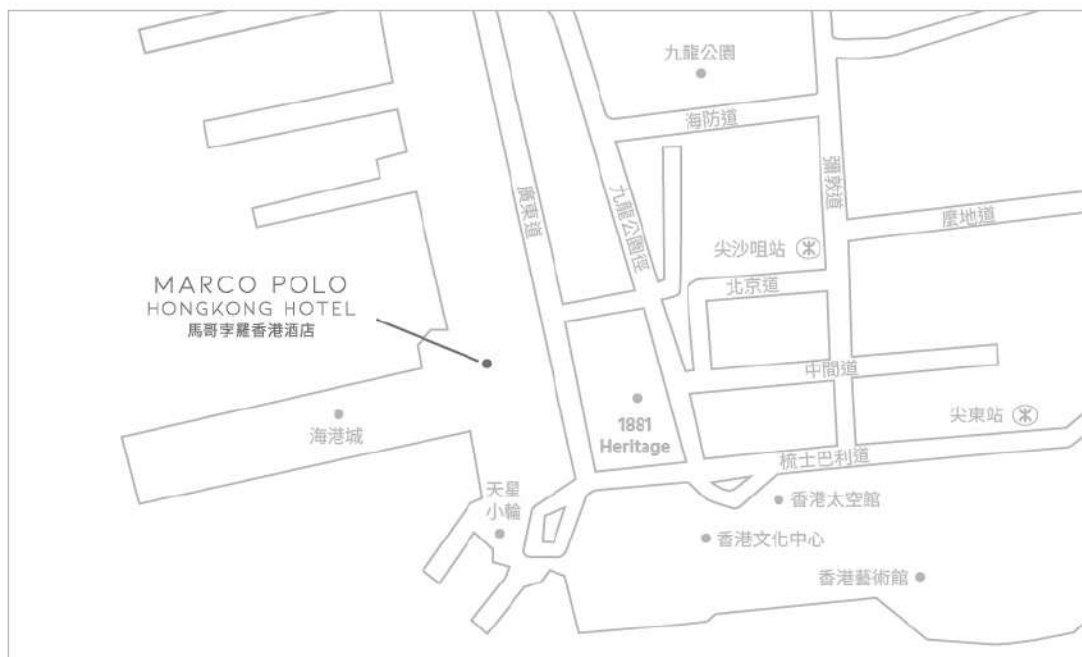 九龍公園
海防道
彌敦道
廣東道
九龍公園徑
麼地道
尖沙咀站
北京道
MARCO POLO
HONGKONG HOTEL
馬哥孛羅香港酒店
中間道
海港城
1881
Heritage
尖東站
梳士巴利道
天星
小輪
香港太空館
香港文化中心
香港藝術館